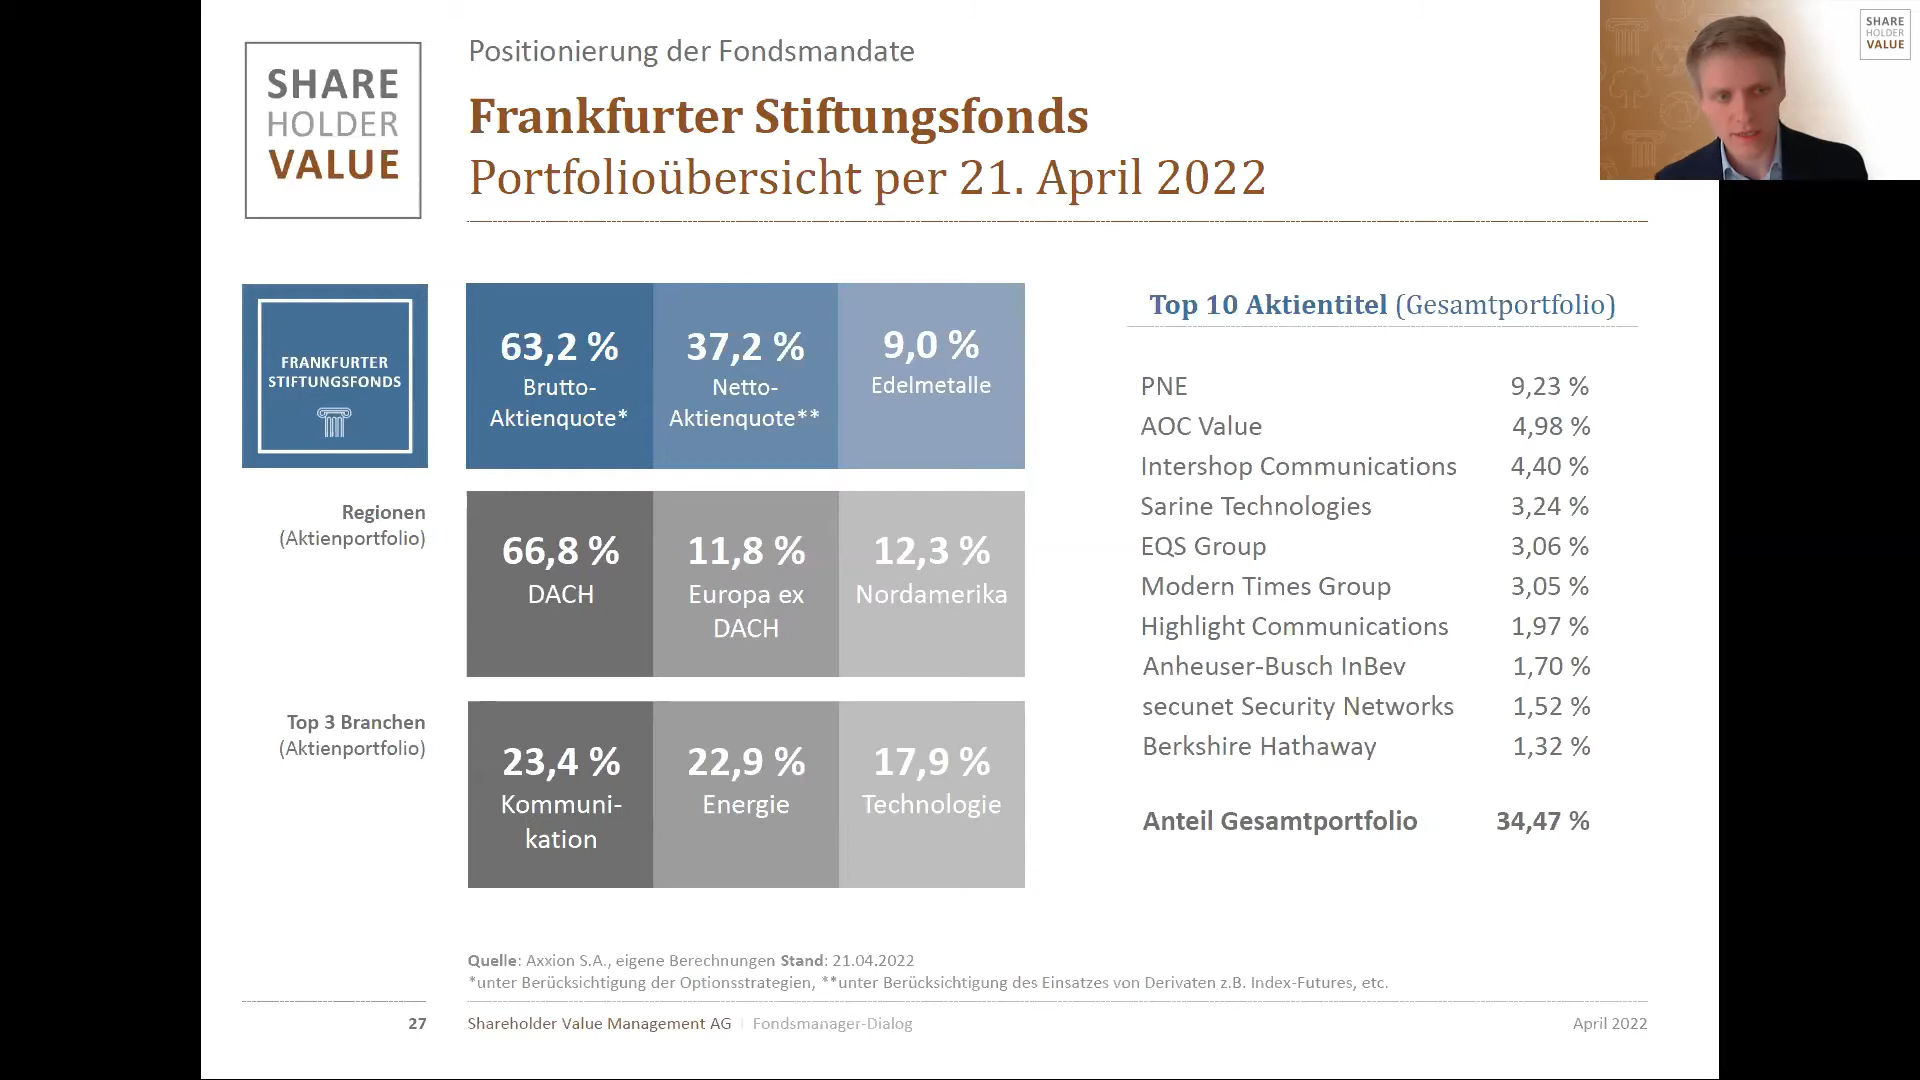 SHARE
HOLDER
VALUE
Positionierung der Fondsmandate
Frankfurter Stiftungsfonds
Portfolioübersicht per 21. April 2022
SHARE
HOLDER
VALUE
FRANKFURTER
STIFTUNGSFONDS
63,2 %
Brutto-
Aktienquote*
37,2 %
Netto-
Aktienquote**
9,0 %
Edelmetalle
Regionen
(Aktienportfolio)
66,8 %
DACH
11,8 %
Europa ex
DACH
12,3 %
Nordamerika
Top 3 Branchen
(Aktienportfolio)
23,4 %
Kommuni-
kation
22,9 %
Energie
17,9 %
Technologie
Top 10 Aktientitel (Gesamtportfolio)
PNE 9,23 %
AOC Value 4,98 %
Intershop Communications 4,40 %
Sarine Technologies 3,24 %
EQS Group 3,06 %
Modern Times Group 3,05 %
Highlight Communications 1,97 %
Anheuser-Busch InBev 1,70 %
secunet Security Networks 1,52 %
Berkshire Hathaway 1,32 %
Anteil Gesamtportfolio 34,47 %
Quelle: Axxion S.A., eigene Berechnungen Stand: 21.04.2022
*unter Berücksichtigung der Optionsstrategien, **unter Berücksichtigung des Einsatzes von Derivaten z.B. Index-Futures, etc.
27 Shareholder Value Management AG | Fondsmanager-Dialog April 2022